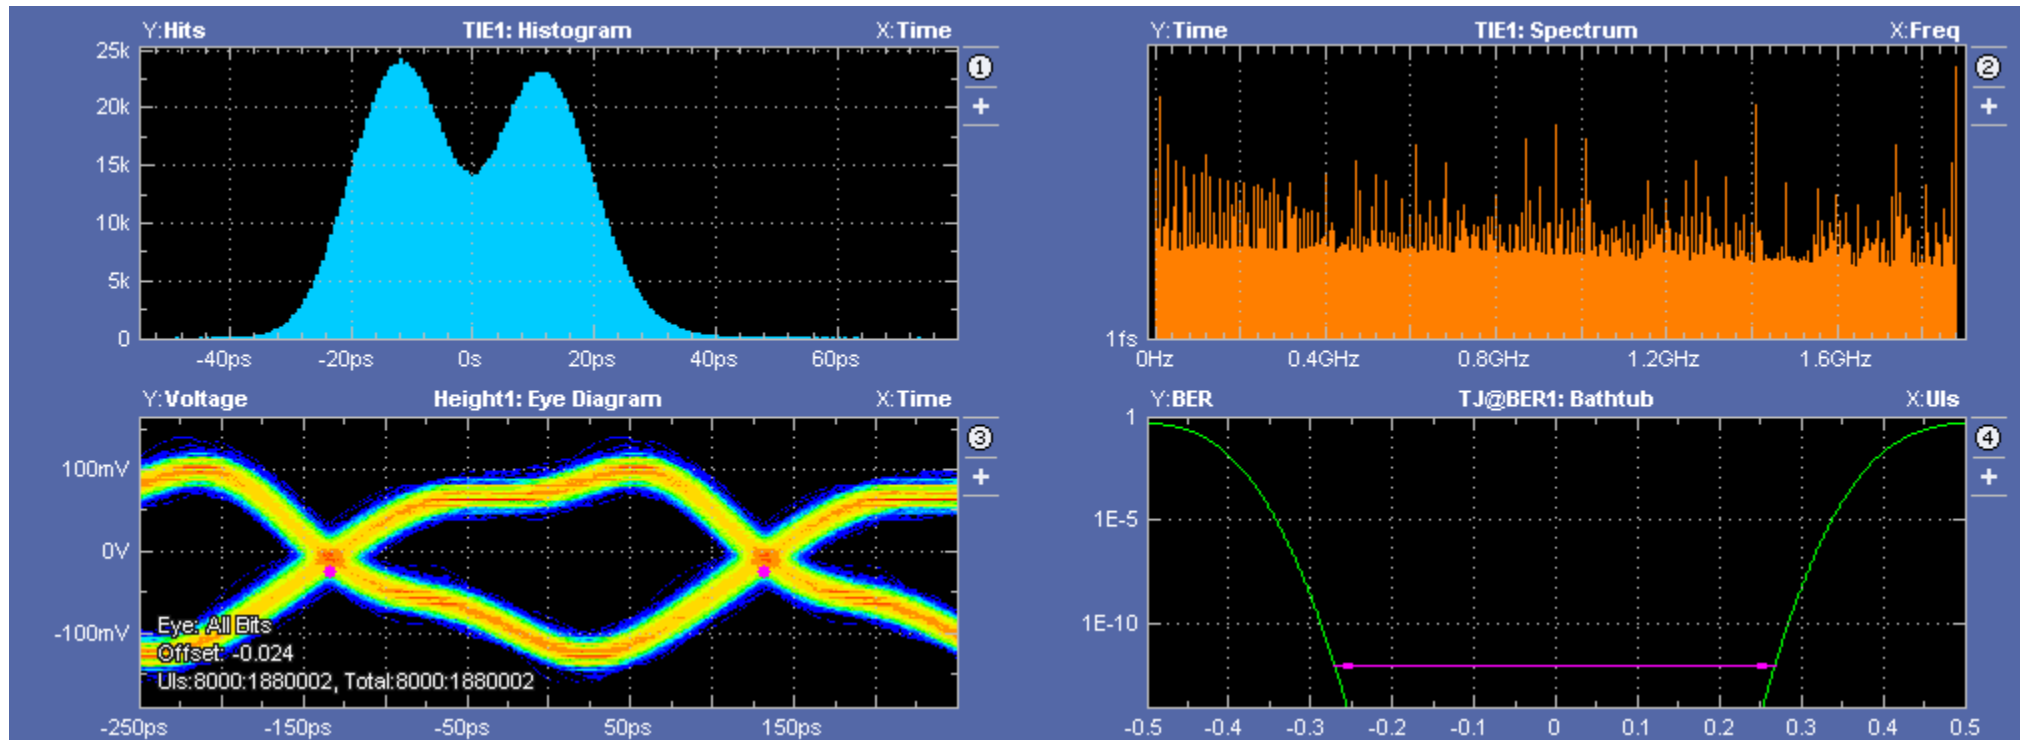 Y:Hits TIE1: Histogram X:Time
25k
20k
15k
10k
5k
0
-40ps -20ps 0s 20ps 40ps 60ps
1
+
Y:Time TIE1: Spectrum X:Freq
1fs
0Hz 0.4GHz 0.8GHz 1.2GHz 1.6GHz
2
+
Y:Voltage Height1: Eye Diagram X:Time
100mV
0V
-100mV
Eye: All Bits
Offset: -0.024
UIs:8000:1880002, Total:8000:1880002
-250ps -150ps -50ps 50ps 150ps
3
+
Y:BER TJ@BER1: Bathtub X:UIs
1
1E-5
1E-10
-0.5 -0.4 -0.3 -0.2 -0.1 0 0.1 0.2 0.3 0.4 0.5
4
+